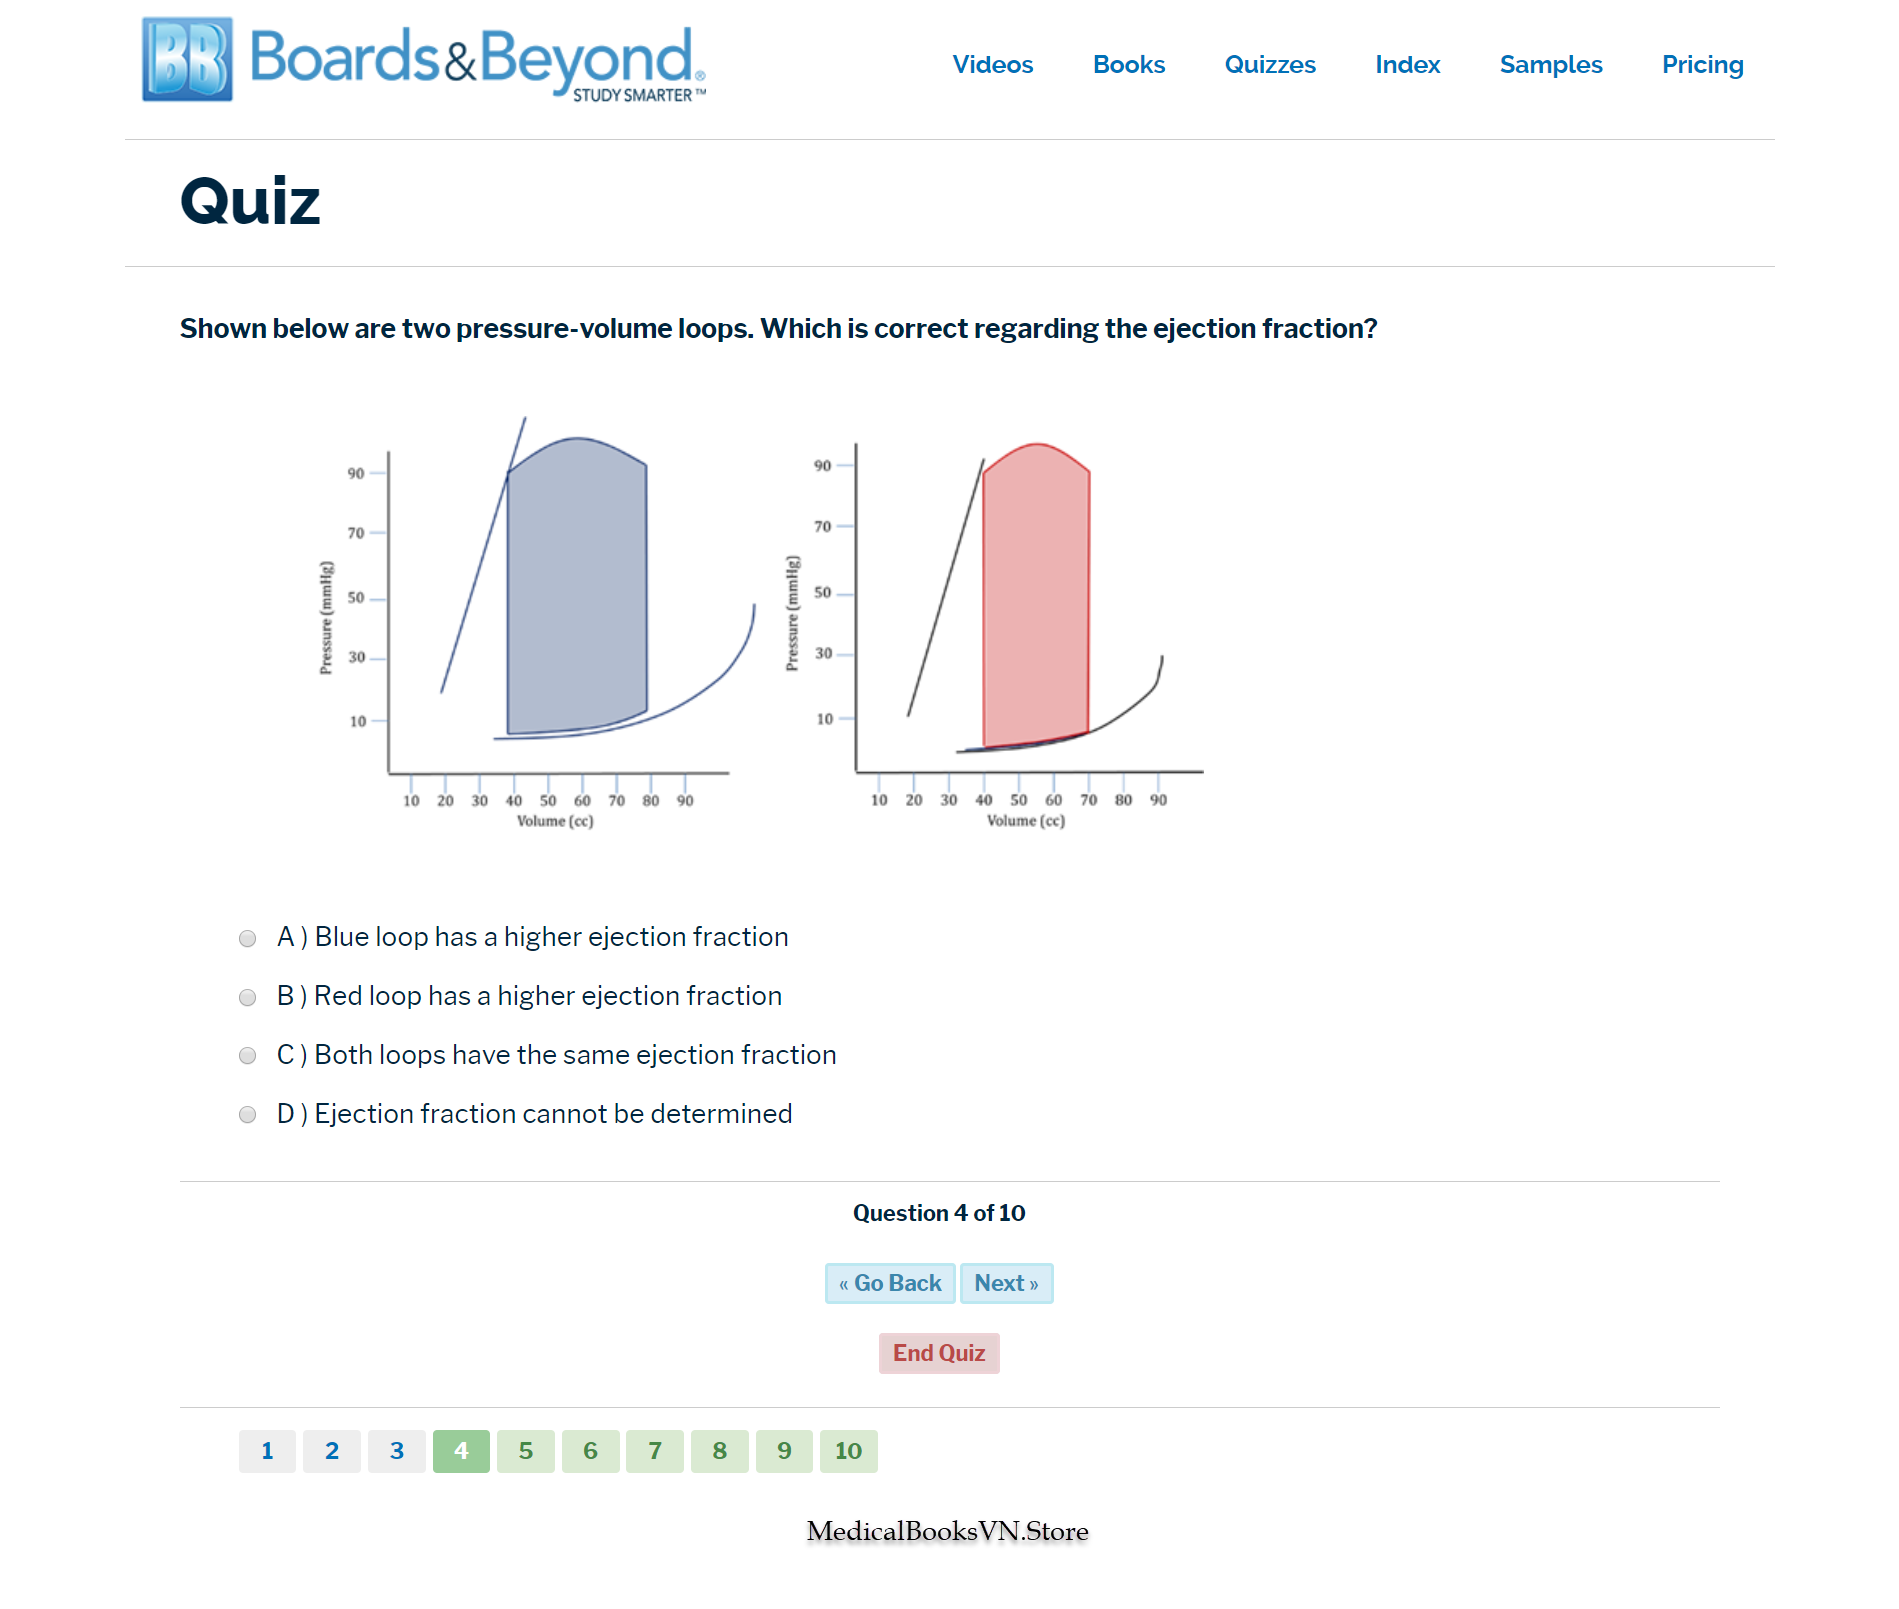 BB Boards&Beyond®
STUDY SMARTER™
Videos Books Quizzes Index Samples Pricing
Quiz
Shown below are two pressure-volume loops. Which is correct regarding the ejection fraction?
90
70
50
30
10
Pressure (mmHg)
10 20 30 40 50 60 70 80 90
Volume (cc)
90
70
50
30
10
Pressure (mmHg)
10 20 30 40 50 60 70 80 90
Volume (cc)
A ) Blue loop has a higher ejection fraction
B ) Red loop has a higher ejection fraction
C ) Both loops have the same ejection fraction
D ) Ejection fraction cannot be determined
Question 4 of 10
« Go Back Next »
End Quiz
1 2 3 4 5 6 7 8 9 10
MedicalBooksVN.Store